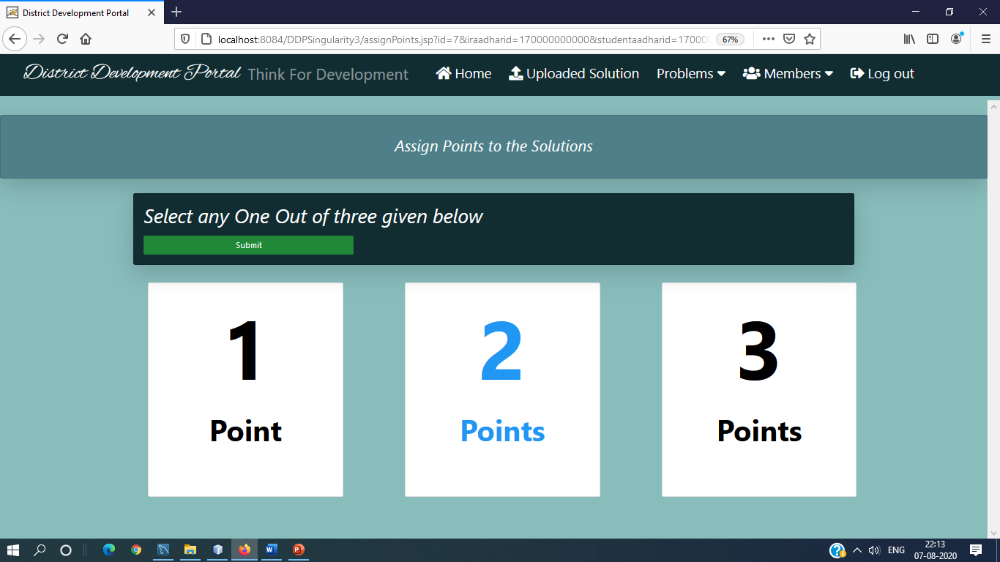 District Development Portal
localhost:8084/DDPSingularity3/assignPoints.jsp?id=7&iraadharid=170000000000&studentaadharid=17000
67%
District Development Portal Think For Development Home Uploaded Solution Problems Members Log out
Assign Points to the Solutions
Select any One Out of three given below
Submit
1 2 3
Point Points Points
ENG 22:13
07-08-2020